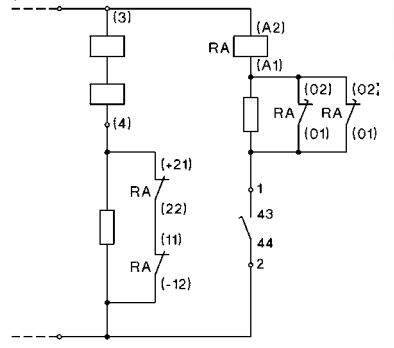 (3)
(A2)
RA
(A1)
(02)
(02)
RA
RA
(01)
(01)
(4)
(+21)
RA
(22)
(11)
RA
(-12)
1
43
44
2